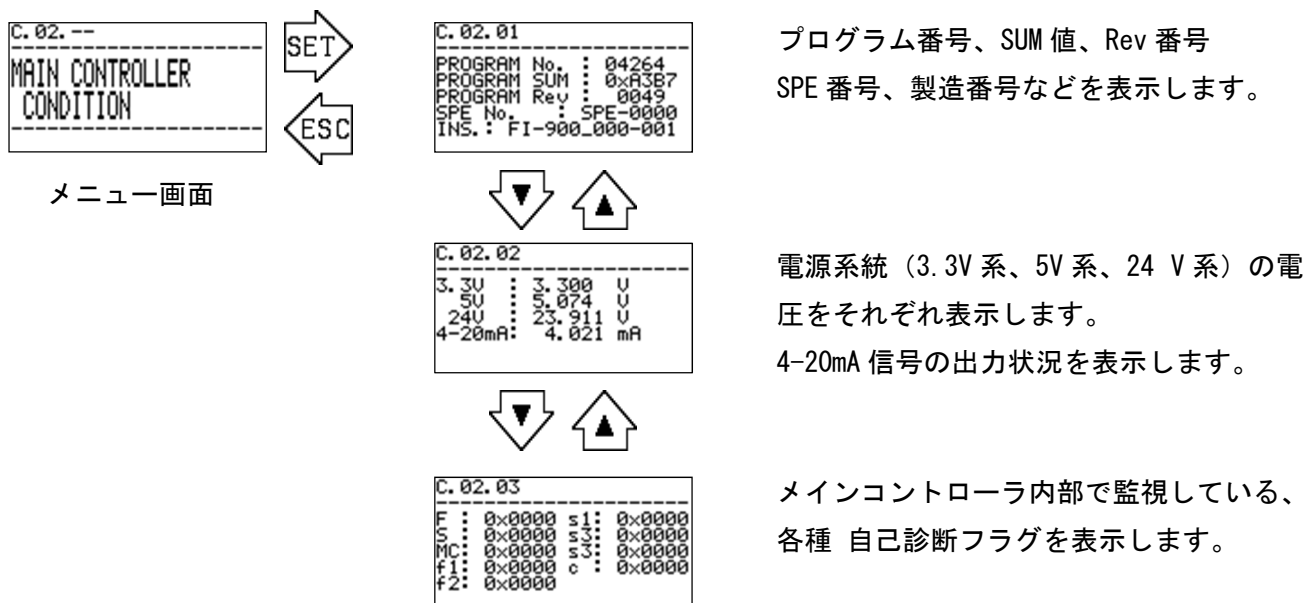 C.02.--
MAIN CONTROLLER
CONDITION
SET
ESC
メニュー画面
C.02.01
PROGRAM No. : 04264
PROGRAM SUM : 0xA3B7
PROGRAM Rev : 0049
SPE No. : SPE-0000
INS.: FI-900_000-001
プログラム番号、SUM 値、Rev 番号
SPE 番号、製造番号などを表示します。
▼ ▲
C.02.02
3.3V : 3.300 V
5V : 5.074 V
24V : 23.911 V
4-20mA: 4.021 mA
電源系統（3.3V 系、5V 系、24 V 系）の電
圧をそれぞれ表示します。
4-20mA 信号の出力状況を表示します。
▼ ▲
C.02.03
F : 0x0000 s1: 0x0000
S : 0x0000 s3: 0x0000
MC: 0x0000 s3: 0x0000
f1: 0x0000 c : 0x0000
f2: 0x0000
メインコントローラ内部で監視している、
各種 自己診断フラグを表示します。